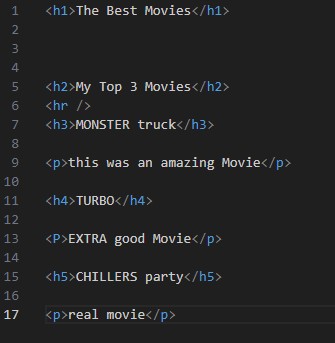 1 <h1>The Best Movies</h1>
2
3
4
5 <h2>My Top 3 Movies</h2>
6 <hr />
7 <h3>MONSTER truck</h3>
8
9 <p>this was an amazing Movie</p>
10
11 <h4>TURBO</h4>
12
13 <P>EXTRA good Movie</p>
14
15 <h5>CHILLERS party</h5>
16
17 <p>real movie</p>